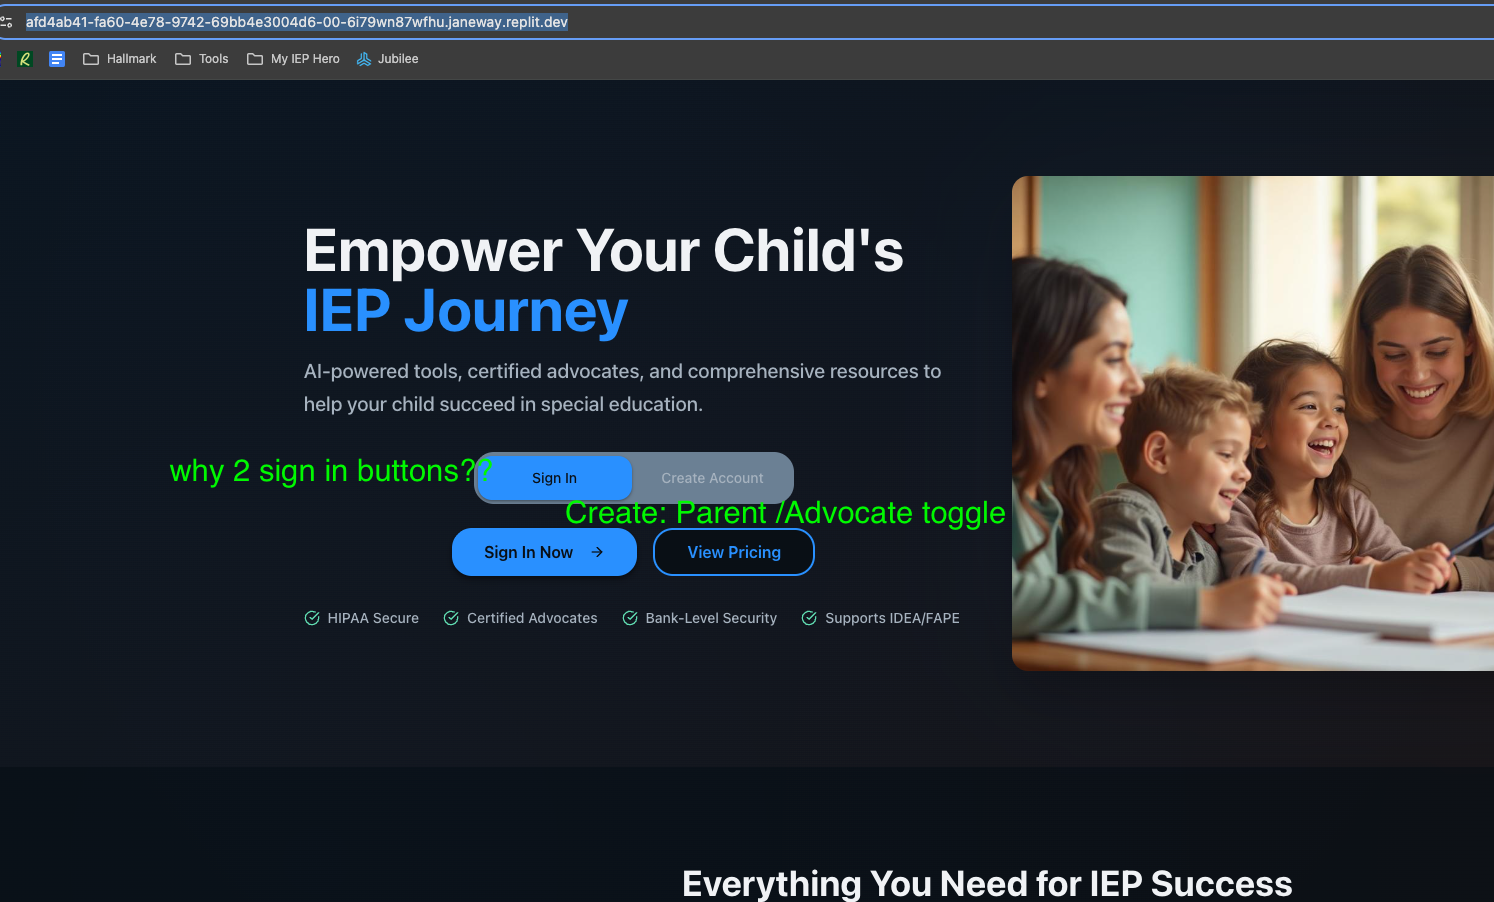 afd4ab41-fa60-4e78-9742-69bb4e3004d6-00-6i79wn87wfhu.janeway.replit.dev
R
Hallmark
Tools
My IEP Hero
Jubilee
Empower Your Child's
IEP Journey
AI-powered tools, certified advocates, and comprehensive resources to
help your child succeed in special education.
why 2 sign in buttons??
Sign In
Create Account
Create: Parent /Advocate toggle
Sign In Now →
View Pricing
HIPAA Secure
Certified Advocates
Bank-Level Security
Supports IDEA/FAPE
Everything You Need for IEP Success